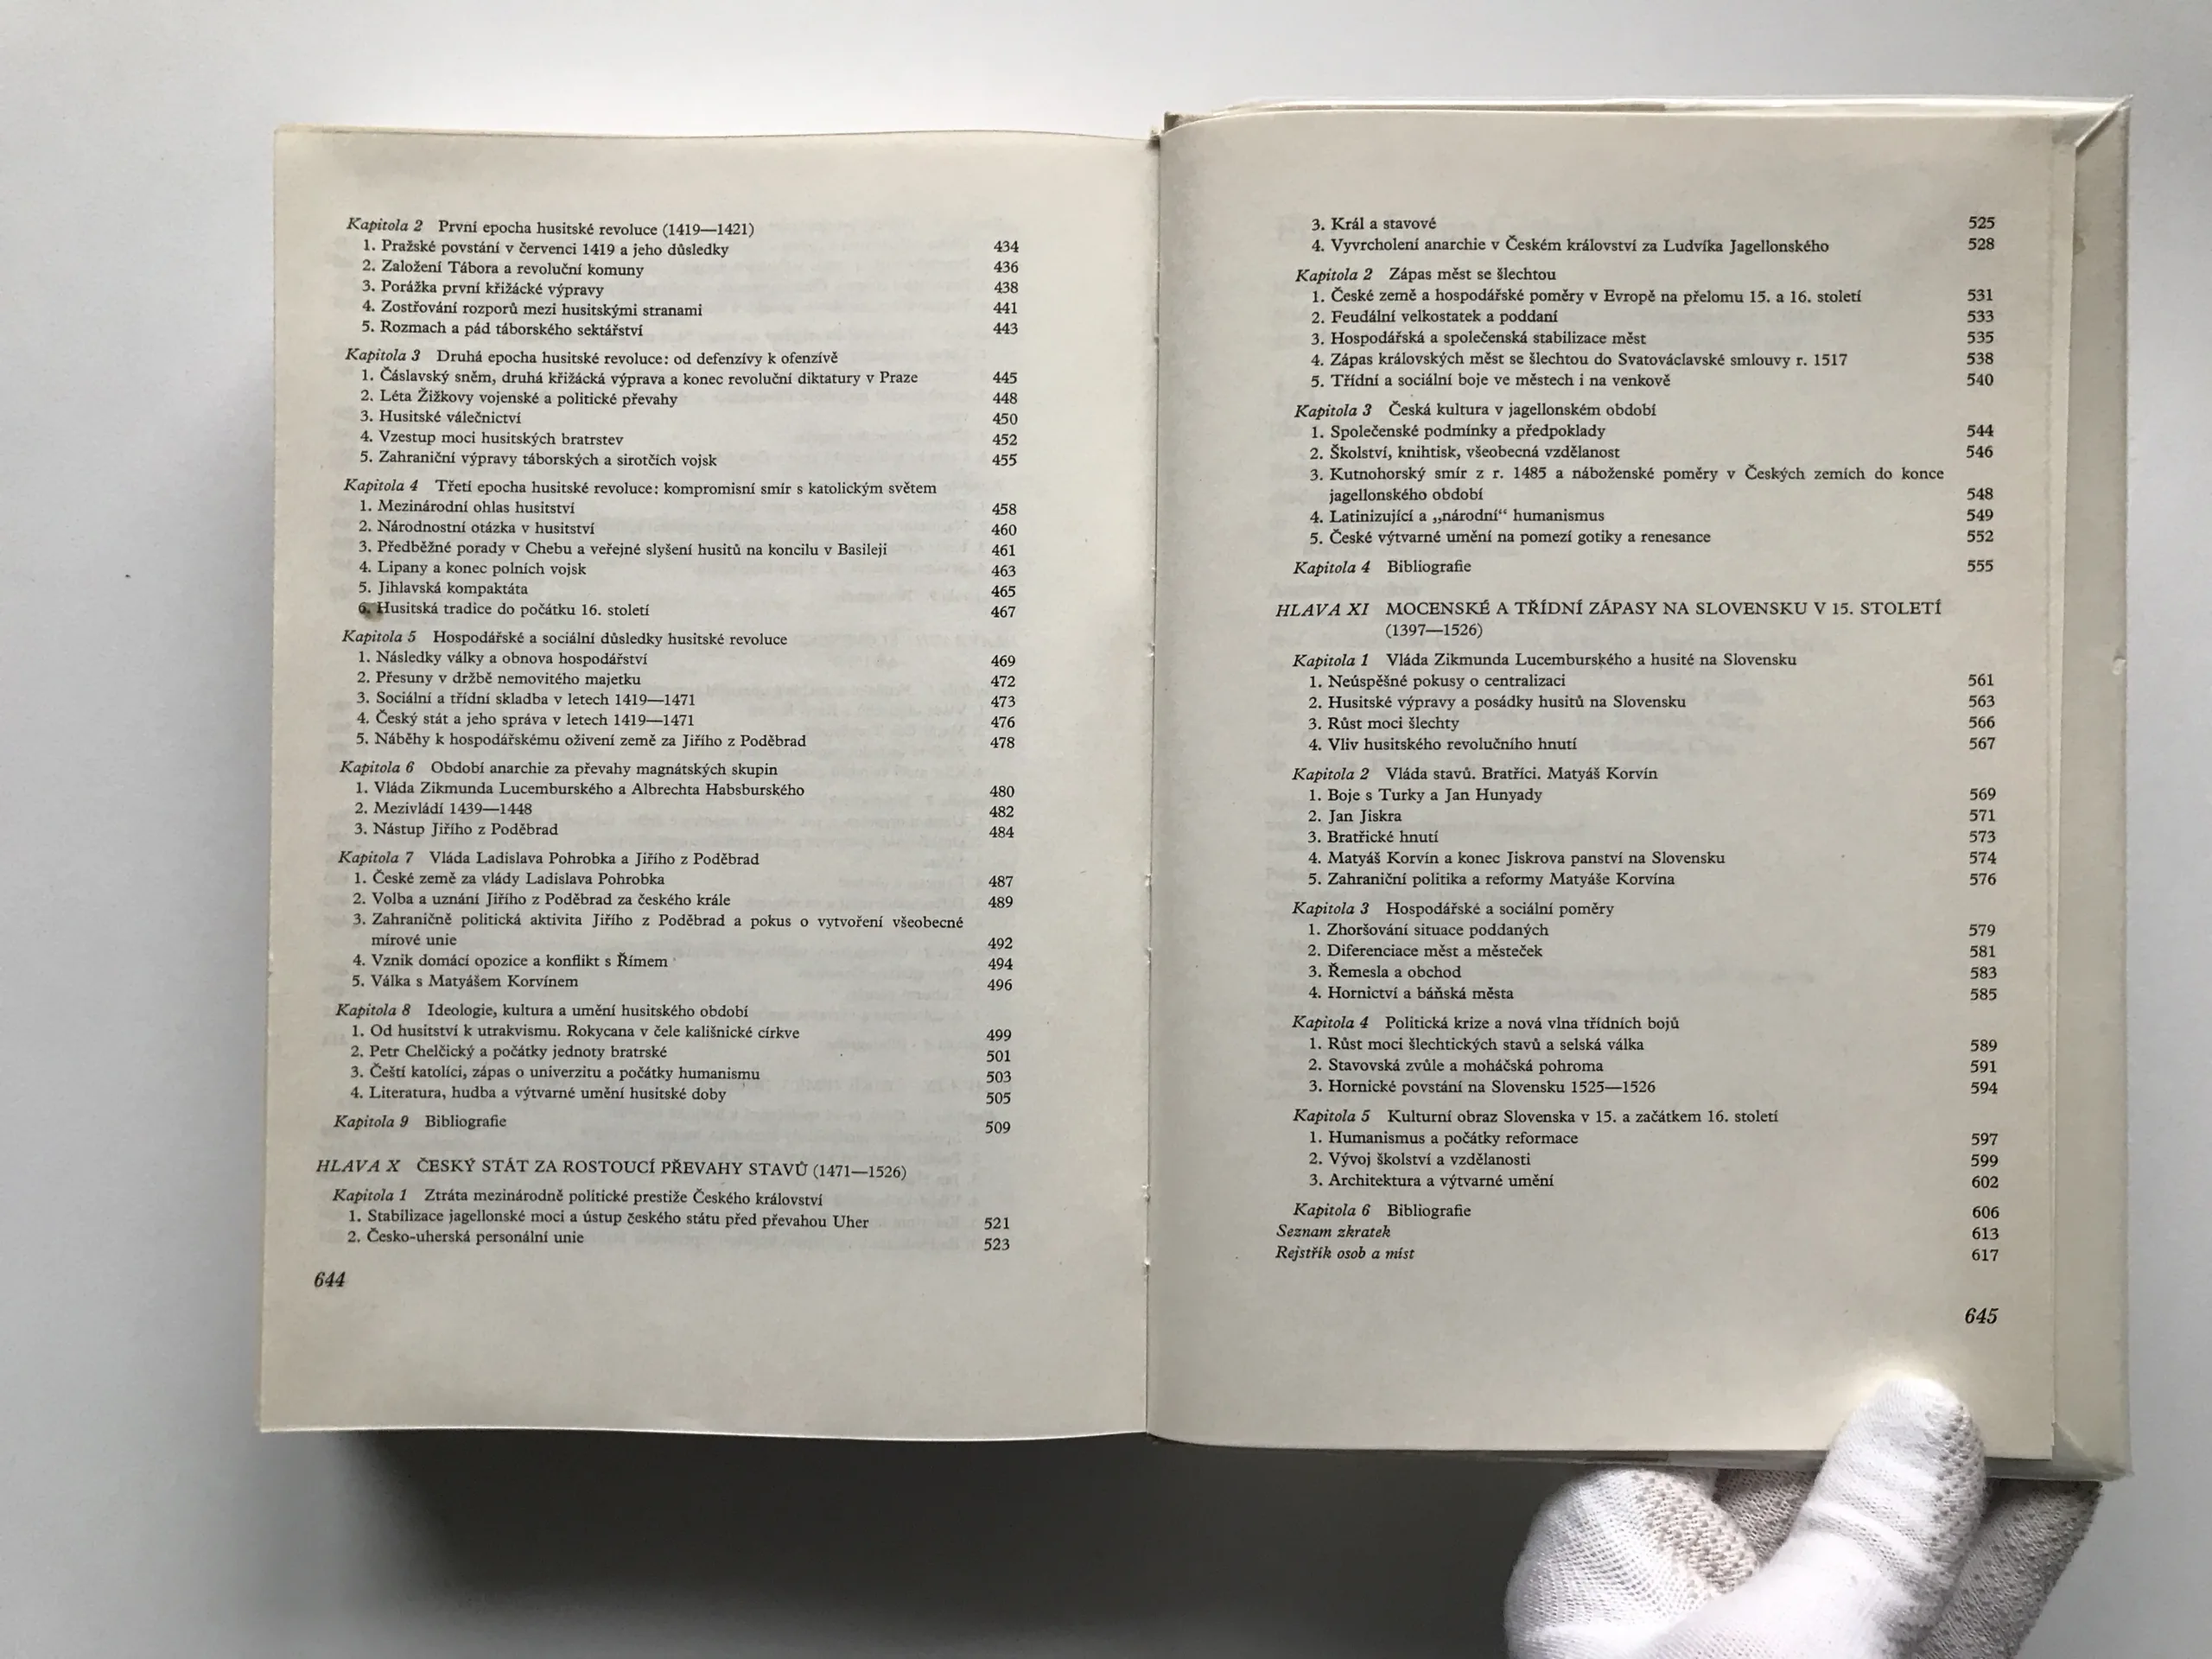 Kapitola 2 První epocha husitské revoluce (1419—1421)
1. Pražské povstání v červenci 1419 a jeho důsledky 434
2. Založení Tábora a revoluční komuny 436
3. Porážka první křižácké výpravy 438
4. Zostřování rozporů mezi husitskými stranami 441
5. Rozmach a pád táborského sektářství 443
Kapitola 3 Druhá epocha husitské revoluce: od defenzívy k ofenzívě
1. Čáslavský sněm, druhá křižácká výprava a konec revoluční diktatury v Praze 445
2. Léta Žižkovy vojenské a politické převahy 448
3. Husitské válečnictví 450
4. Vzestup moci husitských bratrstev 452
5. Zahraniční výpravy táborských a sirotčích vojsk 455
Kapitola 4 Třetí epocha husitské revoluce: kompromisní smír s katolickým světem
1. Mezinárodní ohlas husitství 458
2. Národnostní otázka v husitství 460
3. Předběžné porady v Chebu a veřejné slyšení husitů na koncilu v Basileji 461
4. Lipany a konec polních vojsk 463
5. Jihlavská kompaktáta 465
6. Husitská tradice do počátku 16. století 467
Kapitola 5 Hospodářské a sociální důsledky husitské revoluce
1. Následky války a obnova hospodářství 469
2. Přesuny v držbě nemovitého majetku 472
3. Sociální a třídní skladba v letech 1419—1471 473
4. Český stát a jeho správa v letech 1419—1471 476
5. Náběhy k hospodářskému oživení země za Jiřího z Poděbrad 478
Kapitola 6 Období anarchie za převahy magnátských skupin
1. Vláda Zikmunda Lucemburského a Albrechta Habsburského 480
2. Mezivládí 1439—1448 482
3. Nástup Jiřího z Poděbrad 484
Kapitola 7 Vláda Ladislava Pohrobka a Jiřího z Poděbrad
1. České země za vlády Ladislava Pohrobka 487
2. Volba a uznání Jiřího z Poděbrad za českého krále 489
3. Zahraničně politická aktivita Jiřího z Poděbrad a pokus o vytvoření všeobecné
mírové unie 492
4. Vznik domácí opozice a konflikt s Římem 494
5. Válka s Matyášem Korvínem 496
Kapitola 8 Ideologie, kultura a umění husitského období
1. Od husitství k utrakvismu. Rokycana v čele kališnické církve 499
2. Petr Chelčický a počátky jednoty bratrské 501
3. Čeští katolíci, zápas o univerzitu a počátky humanismu 503
4. Literatura, hudba a výtvarné umění husitské doby 505
Kapitola 9 Bibliografie 509
HLAVA X ČESKÝ STÁT ZA ROSTOUCÍ PŘEVAHY STAVŮ (1471—1526)
Kapitola 1 Ztráta mezinárodně politické prestiže Českého království
1. Stabilizace jagellonské moci a ústup českého státu před převahou Uher 521
2. Česko-uherská personální unie 523
644
3. Král a stavové 525
4. Vyvrcholení anarchie v Českém království za Ludvíka Jagellonského 528
Kapitola 2 Zápas měst se šlechtou
1. České země a hospodářské poměry v Evropě na přelomu 15. a 16. století 531
2. Feudální velkostatek a poddaní 533
3. Hospodářská a společenská stabilizace měst 535
4. Zápas královských měst se šlechtou do Svatováclavské smlouvy r. 1517 538
5. Třídní a sociální boje ve městech i na venkově 540
Kapitola 3 Česká kultura v jagellonském období
1. Společenské podmínky a předpoklady 544
2. Školství, knihtisk, všeobecná vzdělanost 546
3. Kutnohorský smír z r. 1485 a náboženské poměry v Českých zemích do konce
jagellonského období 548
4. Latinizující a „národní“ humanismus 549
5. České výtvarné umění na pomezí gotiky a renesance 552
Kapitola 4 Bibliografie 555
HLAVA XI MOCENSKÉ A TŘÍDNÍ ZÁPASY NA SLOVENSKU V 15. STOLETÍ
(1397—1526)
Kapitola 1 Vláda Zikmunda Lucemburského a husité na Slovensku
1. Neúspěšné pokusy o centralizaci 561
2. Husitské výpravy a posádky husitů na Slovensku 563
3. Růst moci šlechty 566
4. Vliv husitského revolučního hnutí 567
Kapitola 2 Vláda stavů. Bratříci. Matyáš Korvín
1. Boje s Turky a Jan Hunyady 569
2. Jan Jiskra 571
3. Bratřické hnutí 573
4. Matyáš Korvín a konec Jiskrova panství na Slovensku 574
5. Zahraniční politika a reformy Matyáše Korvína 576
Kapitola 3 Hospodářské a sociální poměry
1. Zhoršování situace poddaných 579
2. Diferenciace měst a městeček 581
3. Řemesla a obchod 583
4. Hornictví a báňská města 585
Kapitola 4 Politická krize a nová vlna třídních bojů
1. Růst moci šlechtických stavů a selská válka 589
2. Stavovská zvůle a moháčská pohroma 591
3. Hornické povstání na Slovensku 1525—1526 594
Kapitola 5 Kulturní obraz Slovenska v 15. a začátkem 16. století
1. Humanismus a počátky reformace 597
2. Vývoj školství a vzdělanosti 599
3. Architektura a výtvarné umění 602
Kapitola 6 Bibliografie 606
Seznam zkratek 613
Rejstřík osob a míst 617
645